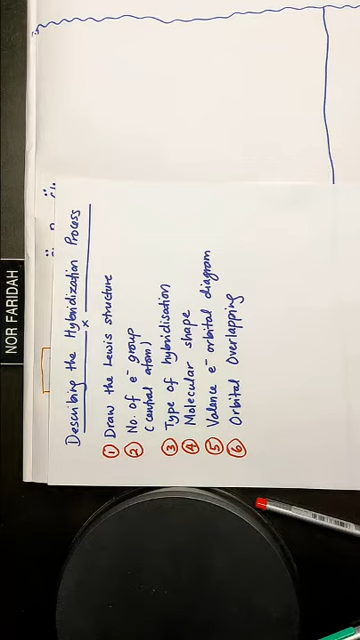 Describing the Hybridization Process
① Draw the Lewis structure
② No. of e⁻ group
(central atom)
③ Type of hybridisation
④ Molecular shape
⑤ Valence e⁻ orbital diagram
⑥ Orbital Overlapping
NOR FARIDAH